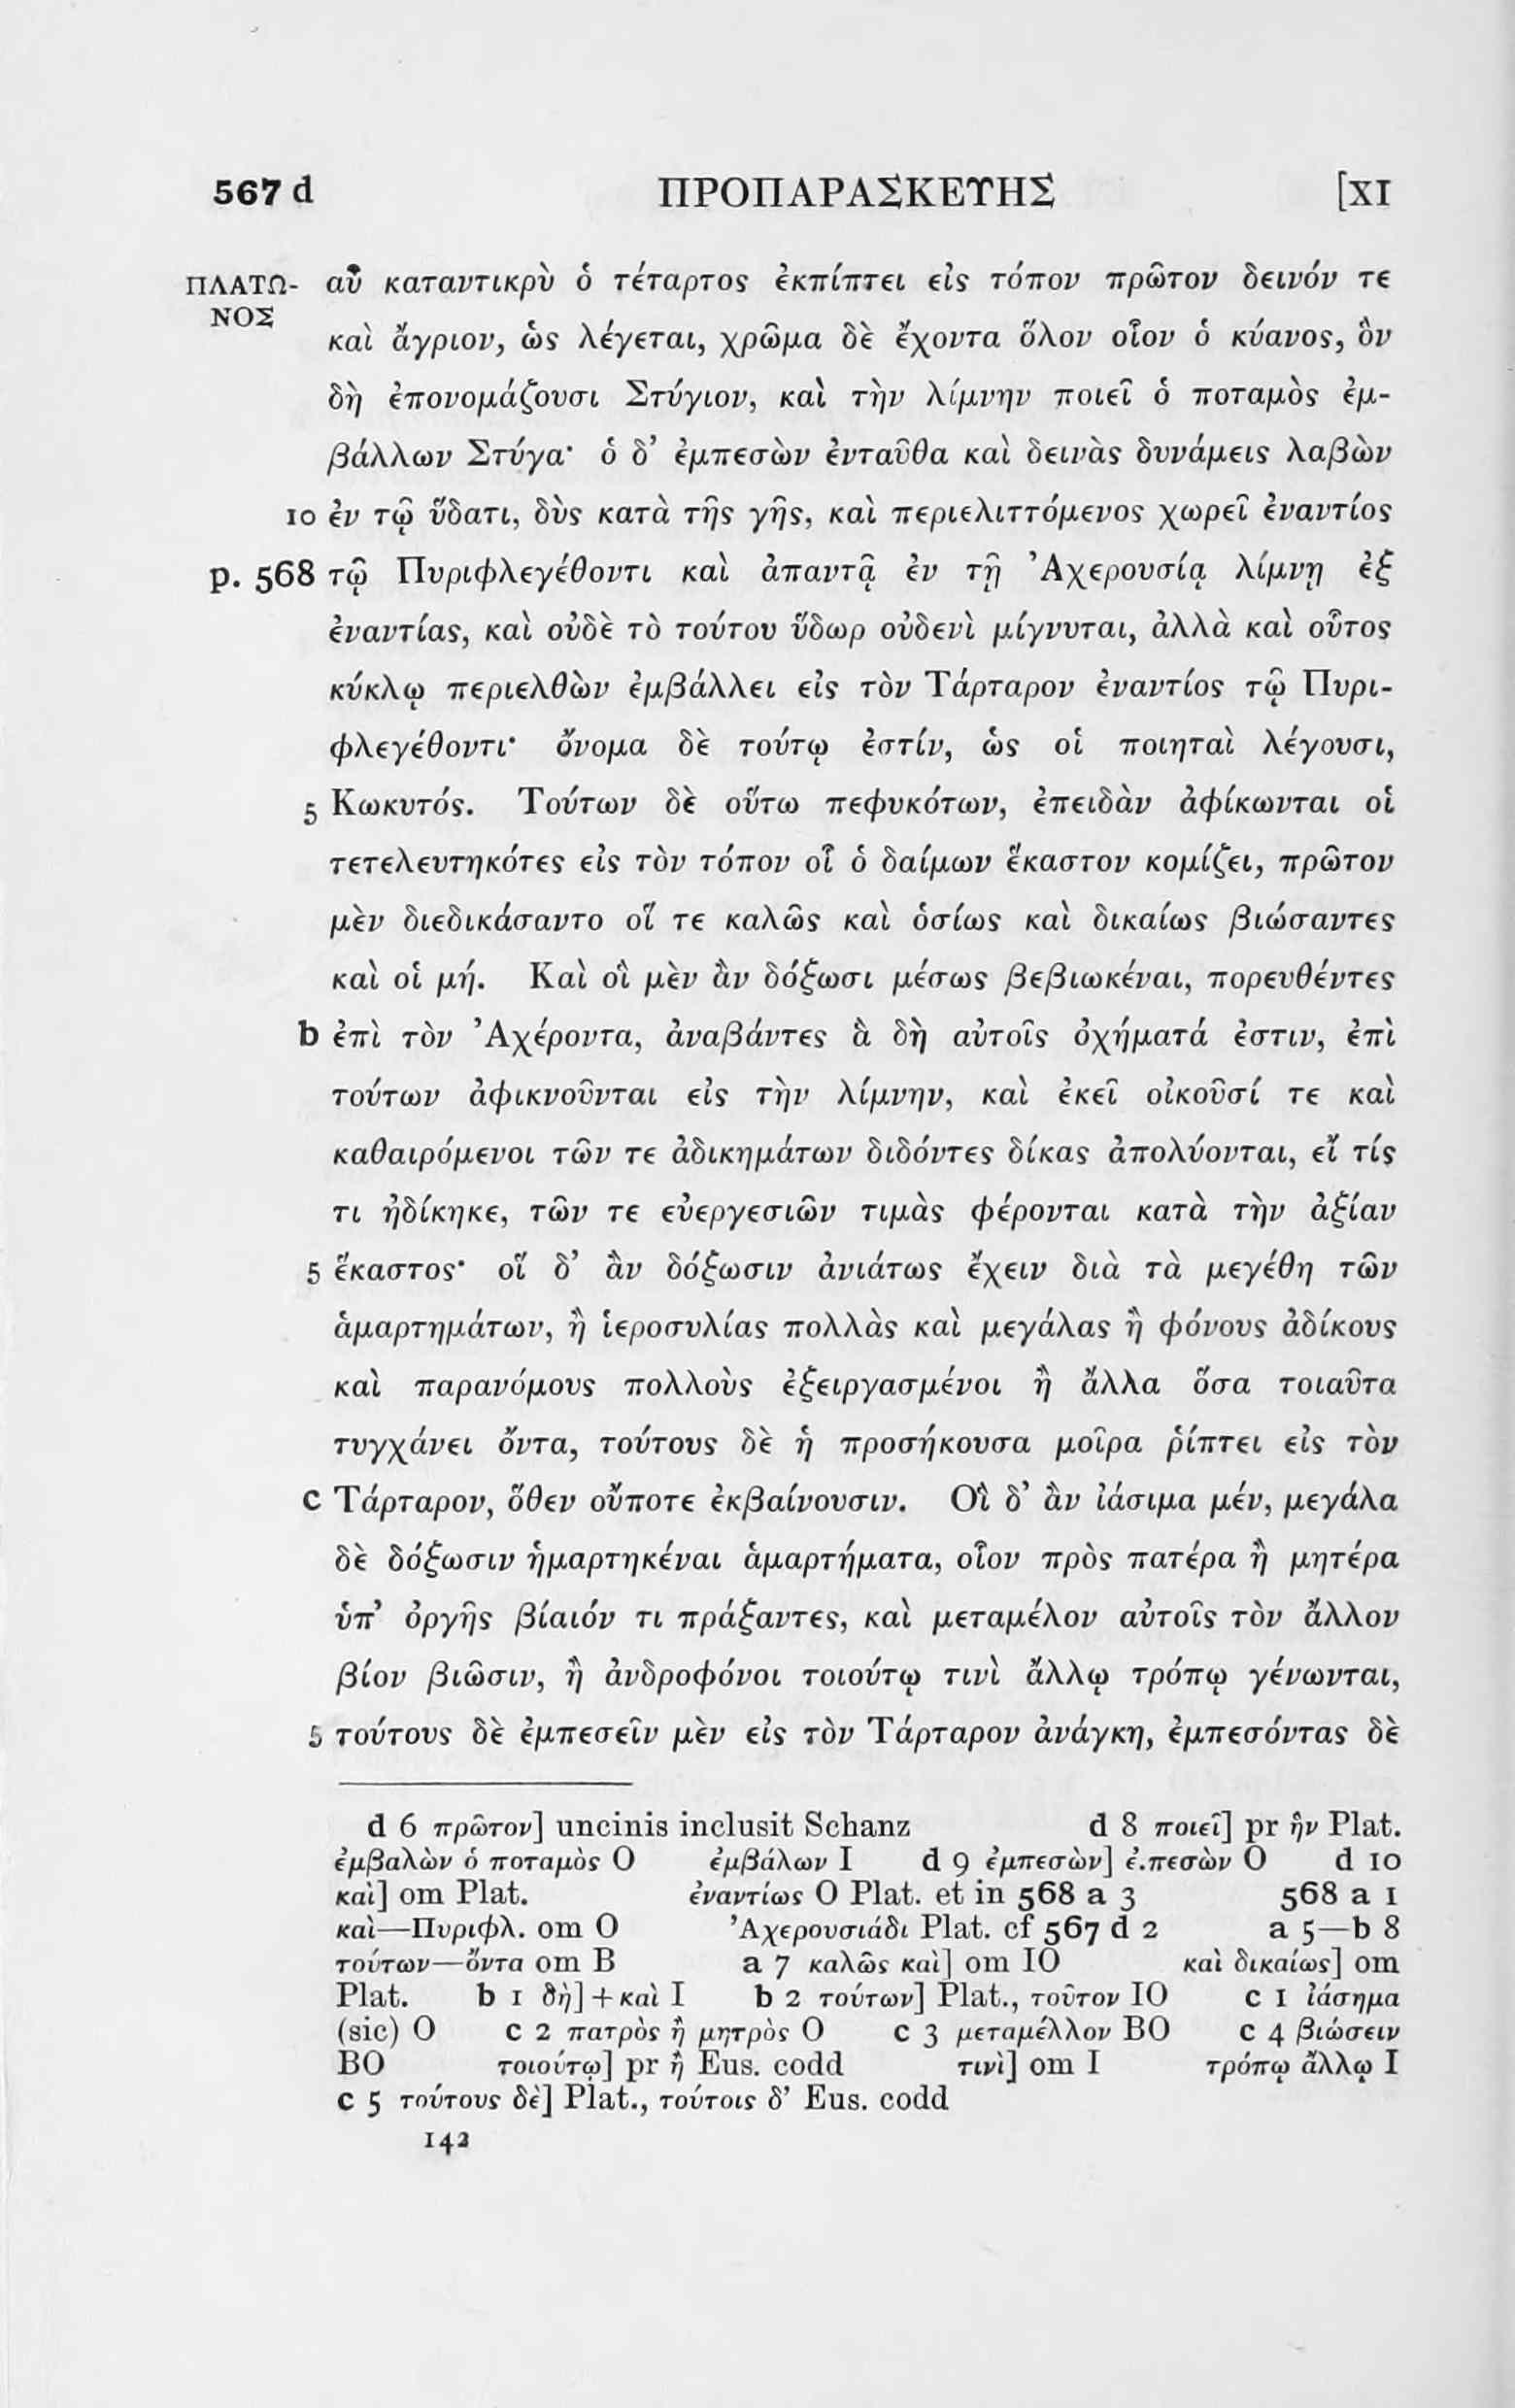 567 d ΠΡΟΠΑΡΑΣΚΕΥΗΣ [XI
ΠΛΑΤΩ- αὖ καταντικρὺ ὁ τέταρτος ἐκπίπτει εἰς τόπον πρῶτον δεινόν τε
ΝΟΣ
καὶ ἄγριον, ὡς λέγεται, χρῶμα δὲ ἔχοντα ὅλον οἷον ὁ κύανος, ὃν
δὴ ἐπονομάζουσι Στύγιον, καὶ τὴν λίμνην ποιεῖ ὁ ποταμὸς ἐμ-
βάλλων Στύγα· ὁ δ’ ἐμπεσὼν ἐνταῦθα καὶ δεινὰς δυνάμεις λαβὼν
10 ἐν τῷ ὕδατι, δὺς κατὰ τῆς γῆς, καὶ περιελιττόμενος χωρεῖ ἐναντίος
p. 568 τῷ Πυριφλεγέθοντι καὶ ἀπαντᾷ ἐν τῇ Ἀχερουσίᾳ λίμνῃ ἐξ
ἐναντίας, καὶ οὐδὲ τὸ τούτου ὕδωρ οὐδενὶ μίγνυται, ἀλλὰ καὶ οὗτος
κύκλῳ περιελθὼν ἐμβάλλει εἰς τὸν Τάρταρον ἐναντίος τῷ Πυρι-
φλεγέθοντι· ὄνομα δὲ τούτῳ ἐστίν, ὡς οἱ ποιηταὶ λέγουσι,
5 Κωκυτός. Τούτων δὲ οὕτω πεφυκότων, ἐπειδὰν ἀφίκωνται οἱ
τετελευτηκότες εἰς τὸν τόπον οἷ ὁ δαίμων ἕκαστον κομίζει, πρῶτον
μὲν διεδικάσαντο οἵ τε καλῶς καὶ ὁσίως καὶ δικαίως βιώσαντες
καὶ οἱ μή. Καὶ οἳ μὲν ἂν δόξωσι μέσως βεβιωκέναι, πορευθέντες
b ἐπὶ τὸν Ἀχέροντα, ἀναβάντες ἃ δὴ αὐτοῖς ὀχήματά ἐστιν, ἐπὶ
τούτων ἀφικνοῦνται εἰς τὴν λίμνην, καὶ ἐκεῖ οἰκοῦσί τε καὶ
καθαιρόμενοι τῶν τε ἀδικημάτων διδόντες δίκας ἀπολύονται, εἴ τίς
τι ἠδίκηκε, τῶν τε εὐεργεσιῶν τιμὰς φέρονται κατὰ τὴν ἀξίαν
5 ἕκαστος· οἵ δ’ ἂν δόξωσιν ἀνιάτως ἔχειν διὰ τὰ μεγέθη τῶν
ἁμαρτημάτων, ἢ ἱεροσυλίας πολλὰς καὶ μεγάλας ἢ φόνους ἀδίκους
καὶ παρανόμους πολλοὺς ἐξειργασμένοι ἢ ἄλλα ὅσα τοιαῦτα
τυγχάνει ὄντα, τούτους δὲ ἡ προσήκουσα μοῖρα ῥίπτει εἰς τὸν
c Τάρταρον, ὅθεν οὔποτε ἐκβαίνουσιν. Οἳ δ’ ἂν ἰάσιμα μέν, μεγάλα
δὲ δόξωσιν ἡμαρτηκέναι ἁμαρτήματα, οἷον πρὸς πατέρα ἢ μητέρα
ὑπ’ ὀργῆς βίαιόν τι πράξαντες, καὶ μεταμέλον αὐτοῖς τὸν ἄλλον
βίον βιῶσιν, ἢ ἀνδροφόνοι τοιούτῳ τινὶ ἄλλῳ τρόπῳ γένωνται,
5 τούτους δὲ ἐμπεσεῖν μὲν εἰς τὸν Τάρταρον ἀνάγκη, ἐμπεσόντας δὲ
d 6 πρῶτον] uncinis inclusit Schanz d 8 ποιεῖ] pr ἣν Plat.
ἐμβαλὼν ὁ ποταμὸς O ἐμβάλων I d 9 ἐμπεσὼν] ἐ.πεσὼν O d 10
καὶ] om Plat. ἐναντίως O Plat. et in 568 a 3 568 a 1
καὶ—Πυριφλ. om O Ἀχερουσιάδι Plat. cf 567 d 2 a 5—b 8
τούτων—ὄντα om B a 7 καλῶς καὶ] om IO καὶ δικαίως] om
Plat. b 1 δὴ] + καὶ I b 2 τούτων] Plat., τοῦτον IO c 1 ἰάσημα
(sic) O c 2 πατρὸς ἢ μητρὸς O c 3 μεταμέλλον BO c 4 βιώσειν
BO τοιούτῳ] pr ἢ Eus. codd τινὶ] om I τρόπῳ ἄλλῳ I
c 5 τούτους δὲ] Plat., τούτοις δ’ Eus. codd
142